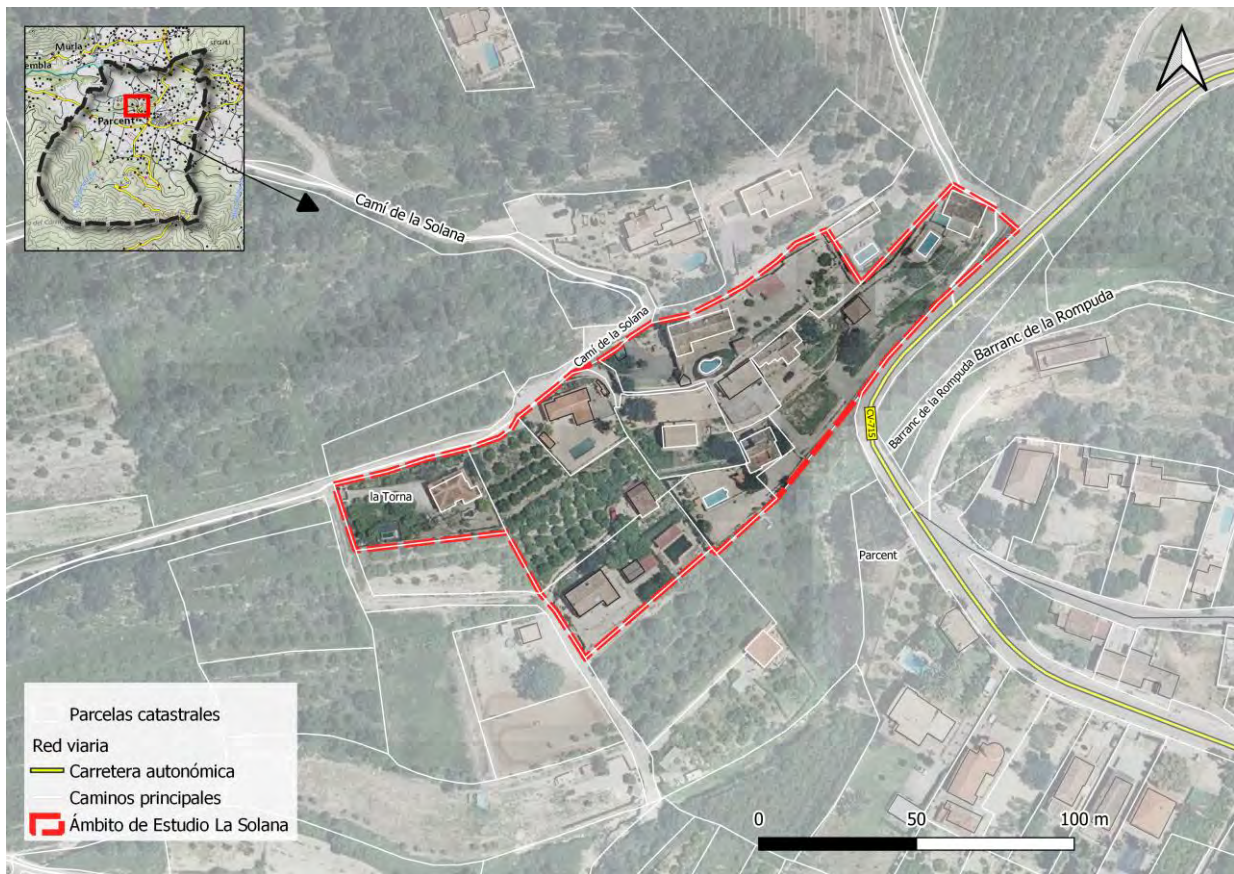 Murla
Parcent
Camí de la Solana
Camí de la Solana
Barranc de la Rompuda
Barranc de la Rompuda
CV-715
la Torna
Parcent
Parcelas catastrales
Red viaria
Carretera autonómica
Caminos principales
Ámbito de Estudio La Solana
0 50 100 m